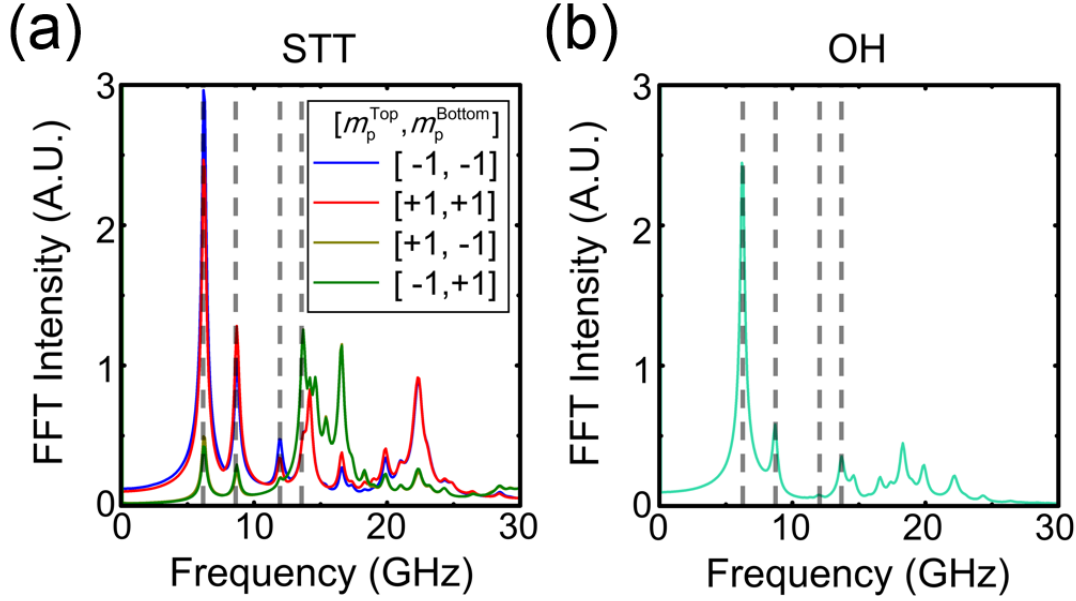 (a)
STT
3
2
1
0
FFT Intensity (A.U.)
[m_p^Top, m_p^Bottom]
[ -1, -1]
[+1,+1]
[+1, -1]
[ -1,+1]
0 10 20 30
Frequency (GHz)
(b)
OH
3
2
1
0
FFT Intensity (A.U.)
0 10 20 30
Frequency (GHz)